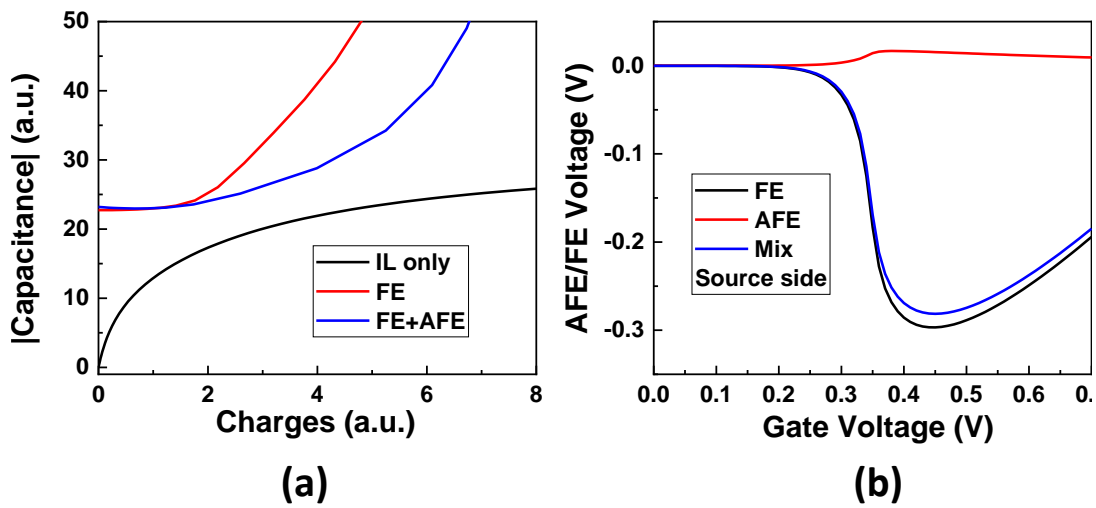 50
40
30
20
10
0
|Capacitance| (a.u.)
IL only
FE
FE+AFE
0 2 4 6 8
Charges (a.u.)
(a)
0.0
-0.1
-0.2
-0.3
AFE/FE Voltage (V)
FE
AFE
Mix
Source side
0.0 0.1 0.2 0.3 0.4 0.5 0.6 0.
Gate Voltage (V)
(b)